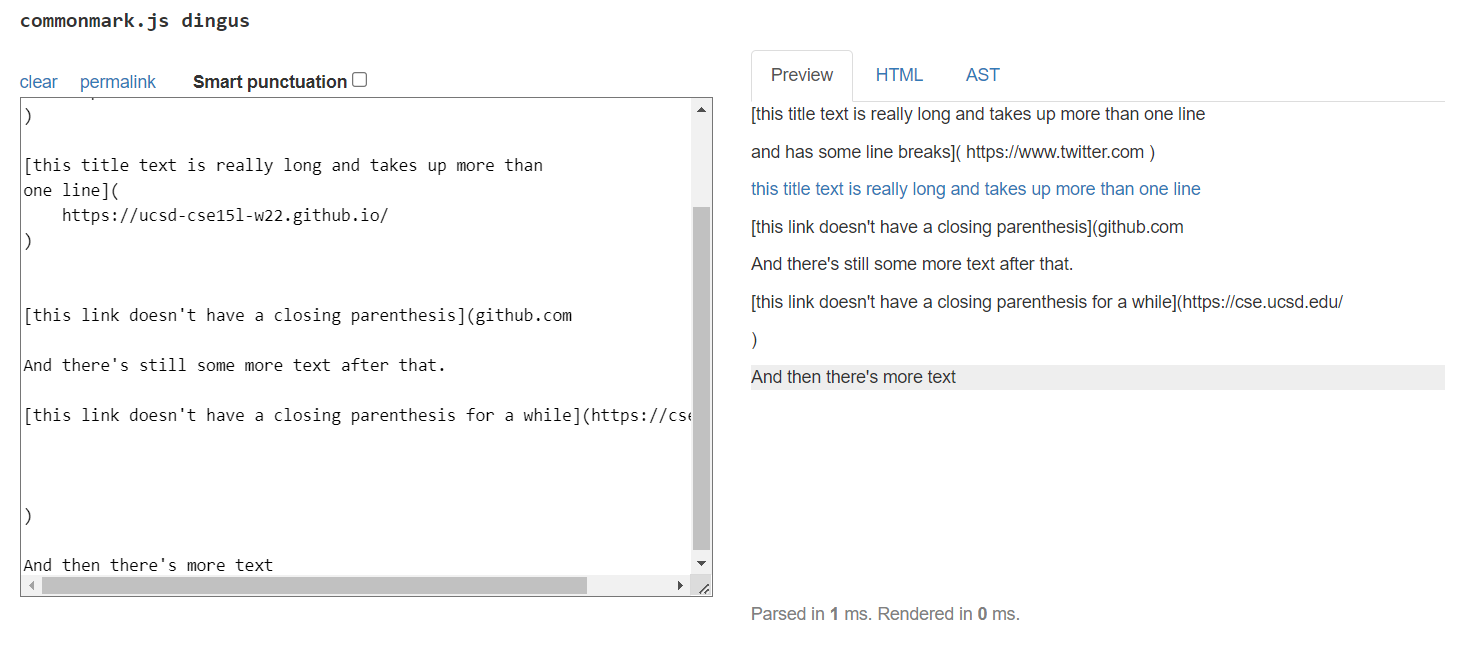 commonmark.js dingus
clear permalink Smart punctuation
)
[this title text is really long and takes up more than
one line](
    https://ucsd-cse15l-w22.github.io/
)
[this link doesn't have a closing parenthesis](github.com
And there's still some more text after that.
[this link doesn't have a closing parenthesis for a while](https://cse
)
And then there's more text
Preview HTML AST
[this title text is really long and takes up more than one line
and has some line breaks]( https://www.twitter.com )
this title text is really long and takes up more than one line
[this link doesn't have a closing parenthesis](github.com
And there's still some more text after that.
[this link doesn't have a closing parenthesis for a while](https://cse.ucsd.edu/
)
And then there's more text
Parsed in 1 ms. Rendered in 0 ms.